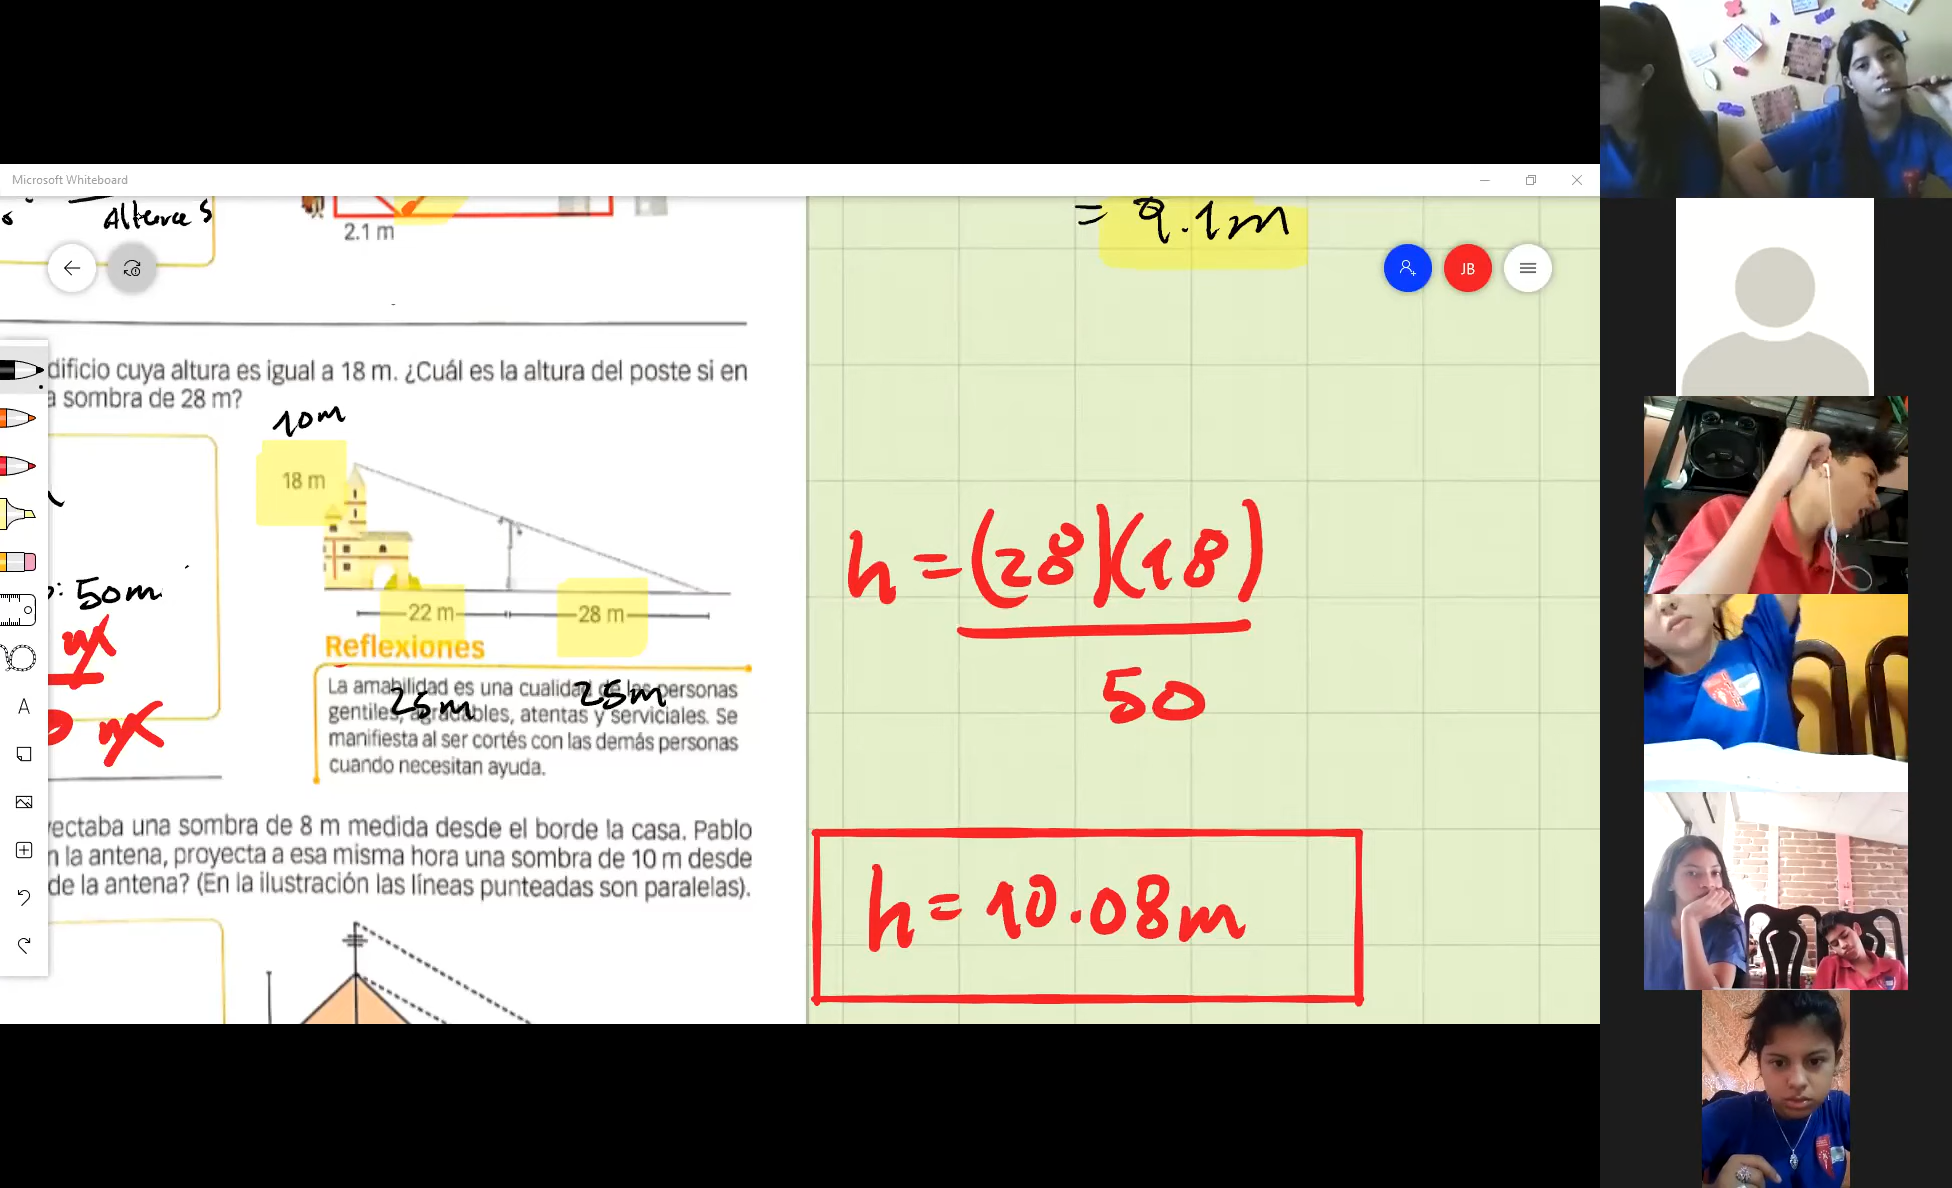 Microsoft Whiteboard
Alturas
2.1 m
= 9.1m
JB
dificio cuya altura es igual a 18 m. ¿Cuál es la altura del poste si en
a sombra de 28 m?
10m
18 m
: 50m
22 m
28 m
Reflexiones
La amabilidad es una cualidad de las personas
gentiles, agradables, atentas y serviciales. Se
manifiesta al ser cortés con las demás personas
cuando necesitan ayuda.
25m
25m
yectaba una sombra de 8 m medida desde el borde la casa. Pablo
n la antena, proyecta a esa misma hora una sombra de 10 m desde
de la antena? (En la ilustración las líneas punteadas son paralelas).
h = (28)(18)
50
h = 10.08m